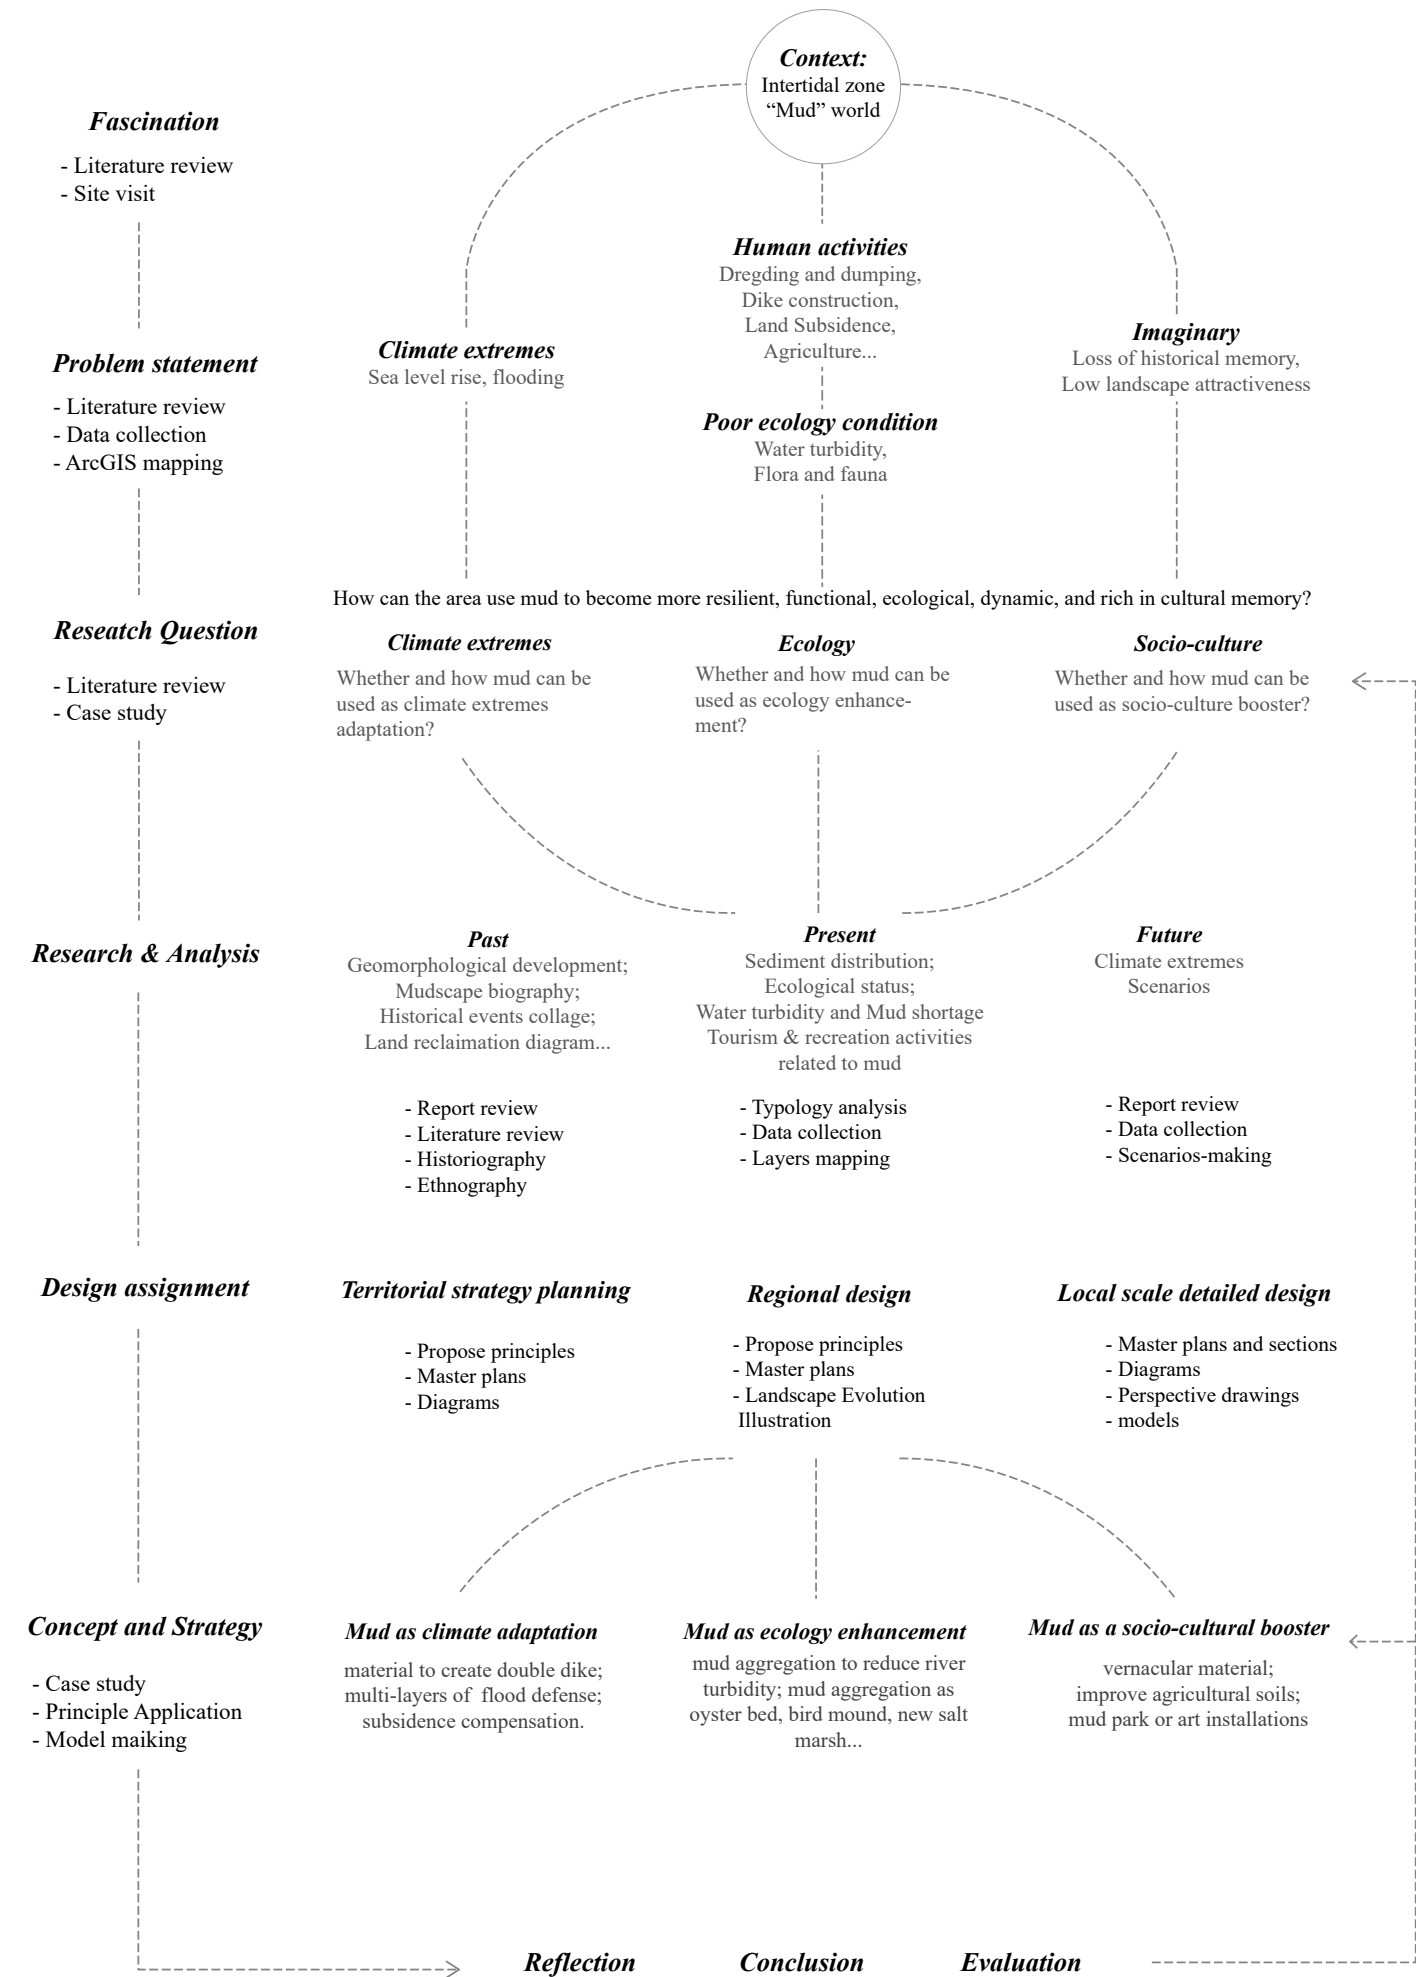 Context:
Intertidal zone
“Mud” world
Fascination
- Literature review
- Site visit
Human activities
Dregding and dumping,
Dike construction,
Land Subsidence,
Agriculture...
Climate extremes
Sea level rise, flooding
Imaginary
Loss of historical memory,
Low landscape attractiveness
Problem statement
- Literature review
- Data collection
- ArcGIS mapping
Poor ecology condition
Water turbidity,
Flora and fauna
How can the area use mud to become more resilient, functional, ecological, dynamic, and rich in cultural memory?
Reseatch Question
- Literature review
- Case study
Climate extremes
Whether and how mud can be
used as climate extremes
adaptation?
Ecology
Whether and how mud can be
used as ecology enhance-
ment?
Socio-culture
Whether and how mud can be
used as socio-culture booster?
Research & Analysis
Past
Geomorphological development;
Mudscape biography;
Historical events collage;
Land reclaimation diagram...
- Report review
- Literature review
- Historiography
- Ethnography
Present
Sediment distribution;
Ecological status;
Water turbidity and Mud shortage
Tourism & recreation activities
related to mud
- Typology analysis
- Data collection
- Layers mapping
Future
Climate extremes
Scenarios
- Report review
- Data collection
- Scenarios-making
Design assignment
Territorial strategy planning
- Propose principles
- Master plans
- Diagrams
Regional design
- Propose principles
- Master plans
- Landscape Evolution
Illustration
Local scale detailed design
- Master plans and sections
- Diagrams
- Perspective drawings
- models
Concept and Strategy
- Case study
- Principle Application
- Model maiking
Mud as climate adaptation
material to create double dike;
multi-layers of flood defense;
subsidence compensation.
Mud as ecology enhancement
mud aggregation to reduce river
turbidity; mud aggregation as
oyster bed, bird mound, new salt
marsh...
Mud as a socio-cultural booster
vernacular material;
improve agricultural soils;
mud park or art installations
Reflection
Conclusion
Evaluation